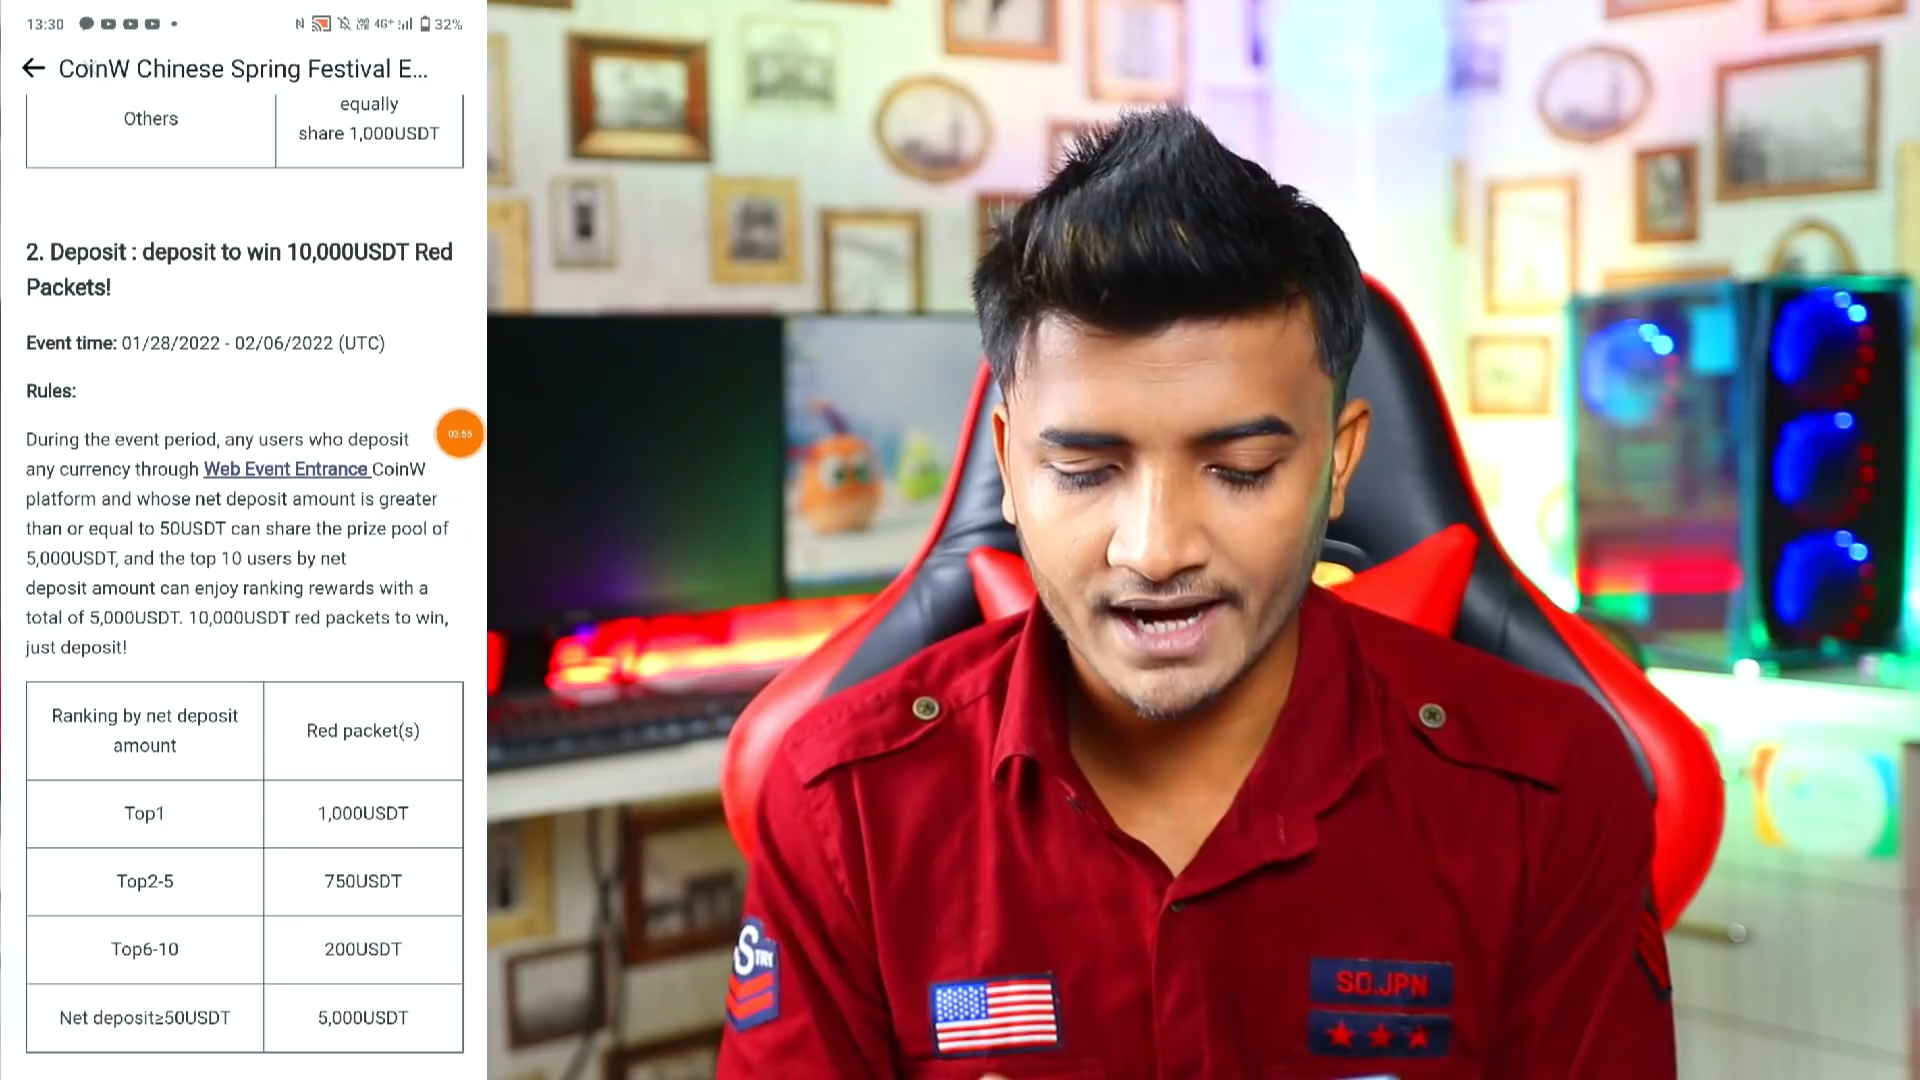 13:30
4G+
32%
CoinW Chinese Spring Festival E...
Others
equally
share 1,000USDT
2. Deposit : deposit to win 10,000USDT Red
Packets!
Event time: 01/28/2022 - 02/06/2022 (UTC)
Rules:
During the event period, any users who deposit
any currency through Web Event Entrance CoinW
platform and whose net deposit amount is greater
than or equal to 50USDT can share the prize pool of
5,000USDT, and the top 10 users by net
deposit amount can enjoy ranking rewards with a
total of 5,000USDT. 10,000USDT red packets to win,
just deposit!
03:55
Ranking by net deposit
amount
Red packet(s)
Top1
1,000USDT
Top2-5
750USDT
Top6-10
200USDT
Net deposit≥50USDT
5,000USDT
STRY
SO.JPN